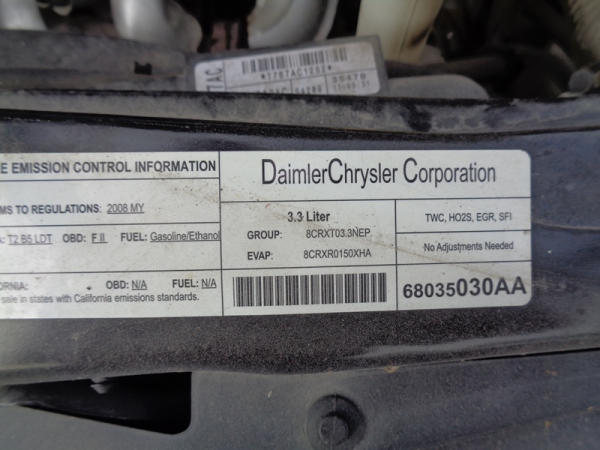 7AC
*7787AC1202*
E EMISSION CONTROL INFORMATION
MS TO REGULATIONS: 2008 MY
: T2 B5 LDT OBD: F II FUEL: Gasoline/Ethanol
ORNIA: OBD: N/A FUEL: N/A
sale in states with California emissions standards.
DaimlerChrysler Corporation
3.3 Liter
GROUP: 8CRXT03.3NEP
EVAP: 8CRXR0150XHA
TWC, HO2S, EGR, SFI
No Adjustments Needed
68035030AA